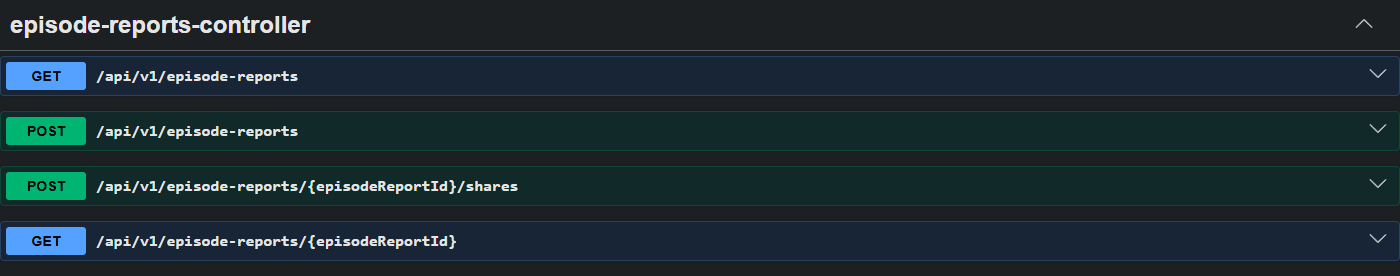 episode-reports-controller
GET /api/v1/episode-reports
POST /api/v1/episode-reports
POST /api/v1/episode-reports/{episodeReportId}/shares
GET /api/v1/episode-reports/{episodeReportId}